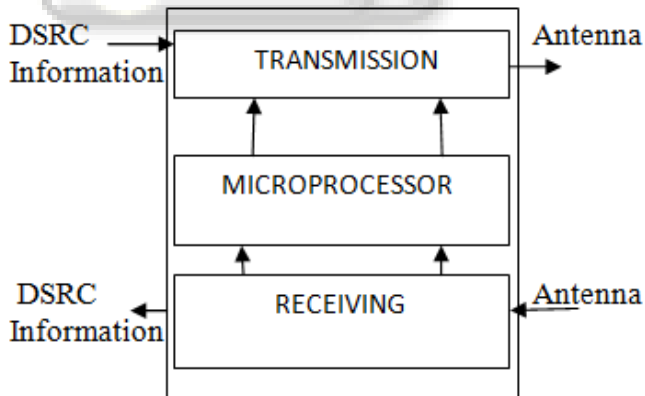 DSRC
Information
TRANSMISSION
Antenna
MICROPROCESSOR
DSRC
Information
RECEIVING
Antenna